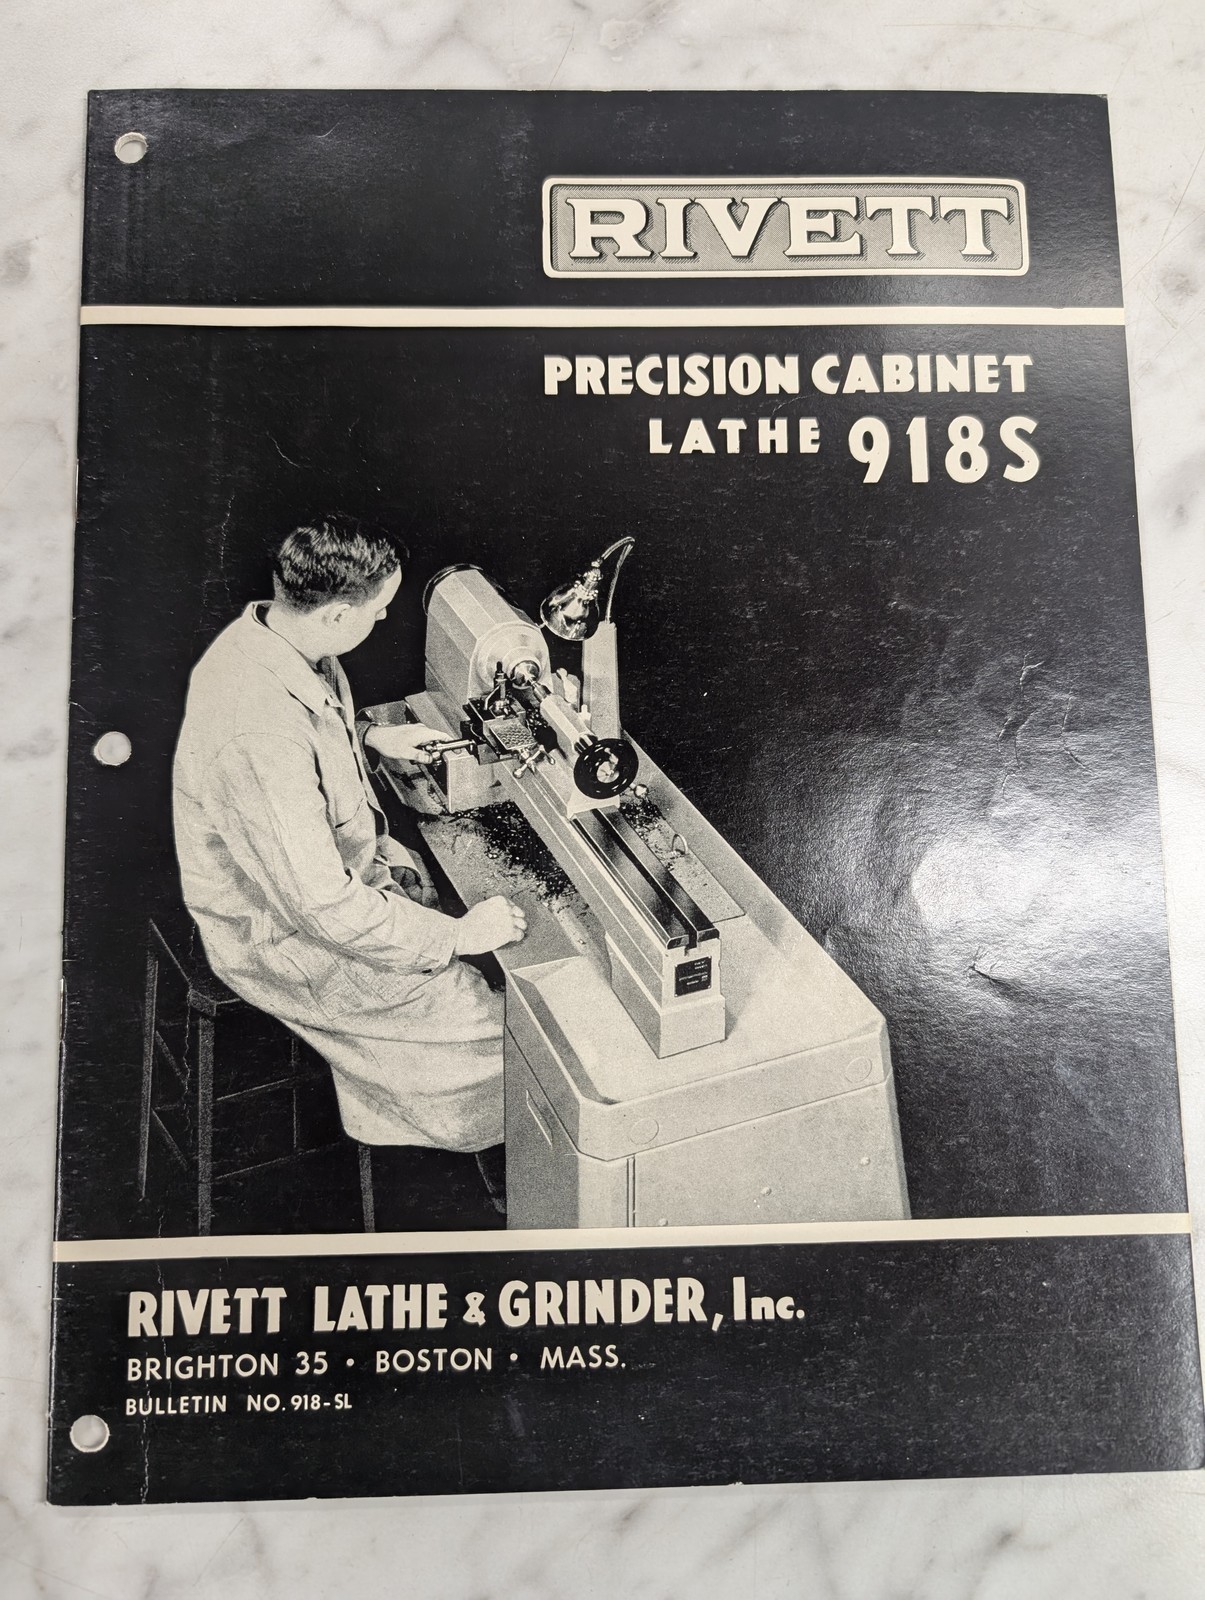 RIVETT
PRECISION CABINET
LATHE 918S
RIVETT LATHE & GRINDER, Inc.
BRIGHTON 35 • BOSTON • MASS.
BULLETIN NO. 918-SL